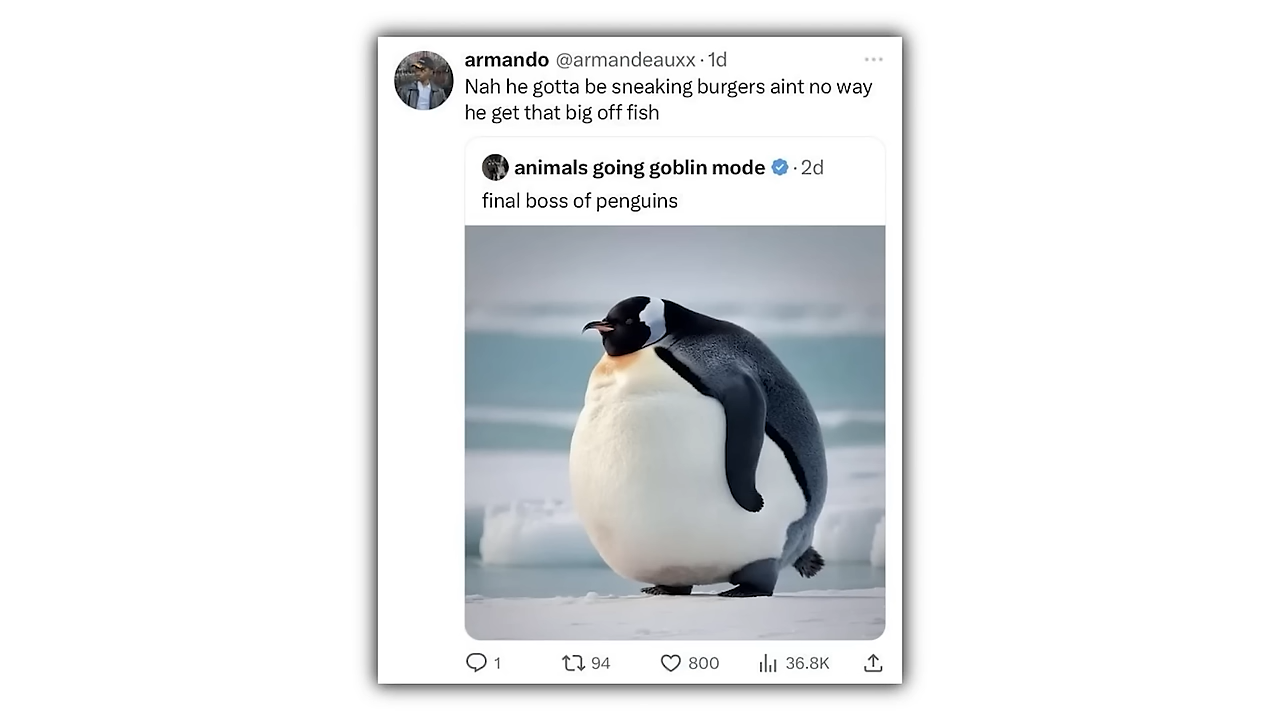 armando @armandeauxx · 1d
Nah he gotta be sneaking burgers aint no way
he get that big off fish
animals going goblin mode · 2d
final boss of penguins
1 94 800 36.8K